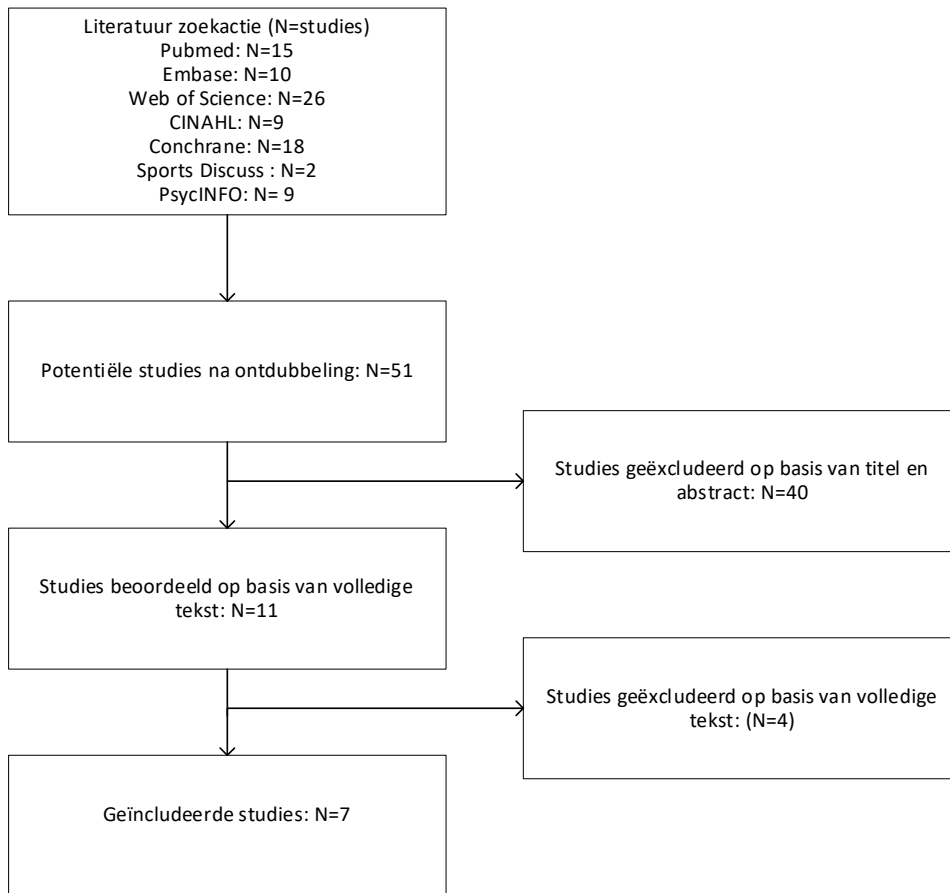 Literatuur zoekactie (N=studies)
Pubmed: N=15
Embase: N=10
Web of Science: N=26
CINAHL: N=9
Conchrane: N=18
Sports Discuss : N=2
PsycINFO: N= 9
Potentiële studies na ontdubbeling: N=51
Studies geëxcludeerd op basis van titel en
abstract: N=40
Studies beoordeeld op basis van volledige
tekst: N=11
Studies geëxcludeerd op basis van volledige
tekst: (N=4)
Geïncludeerde studies: N=7